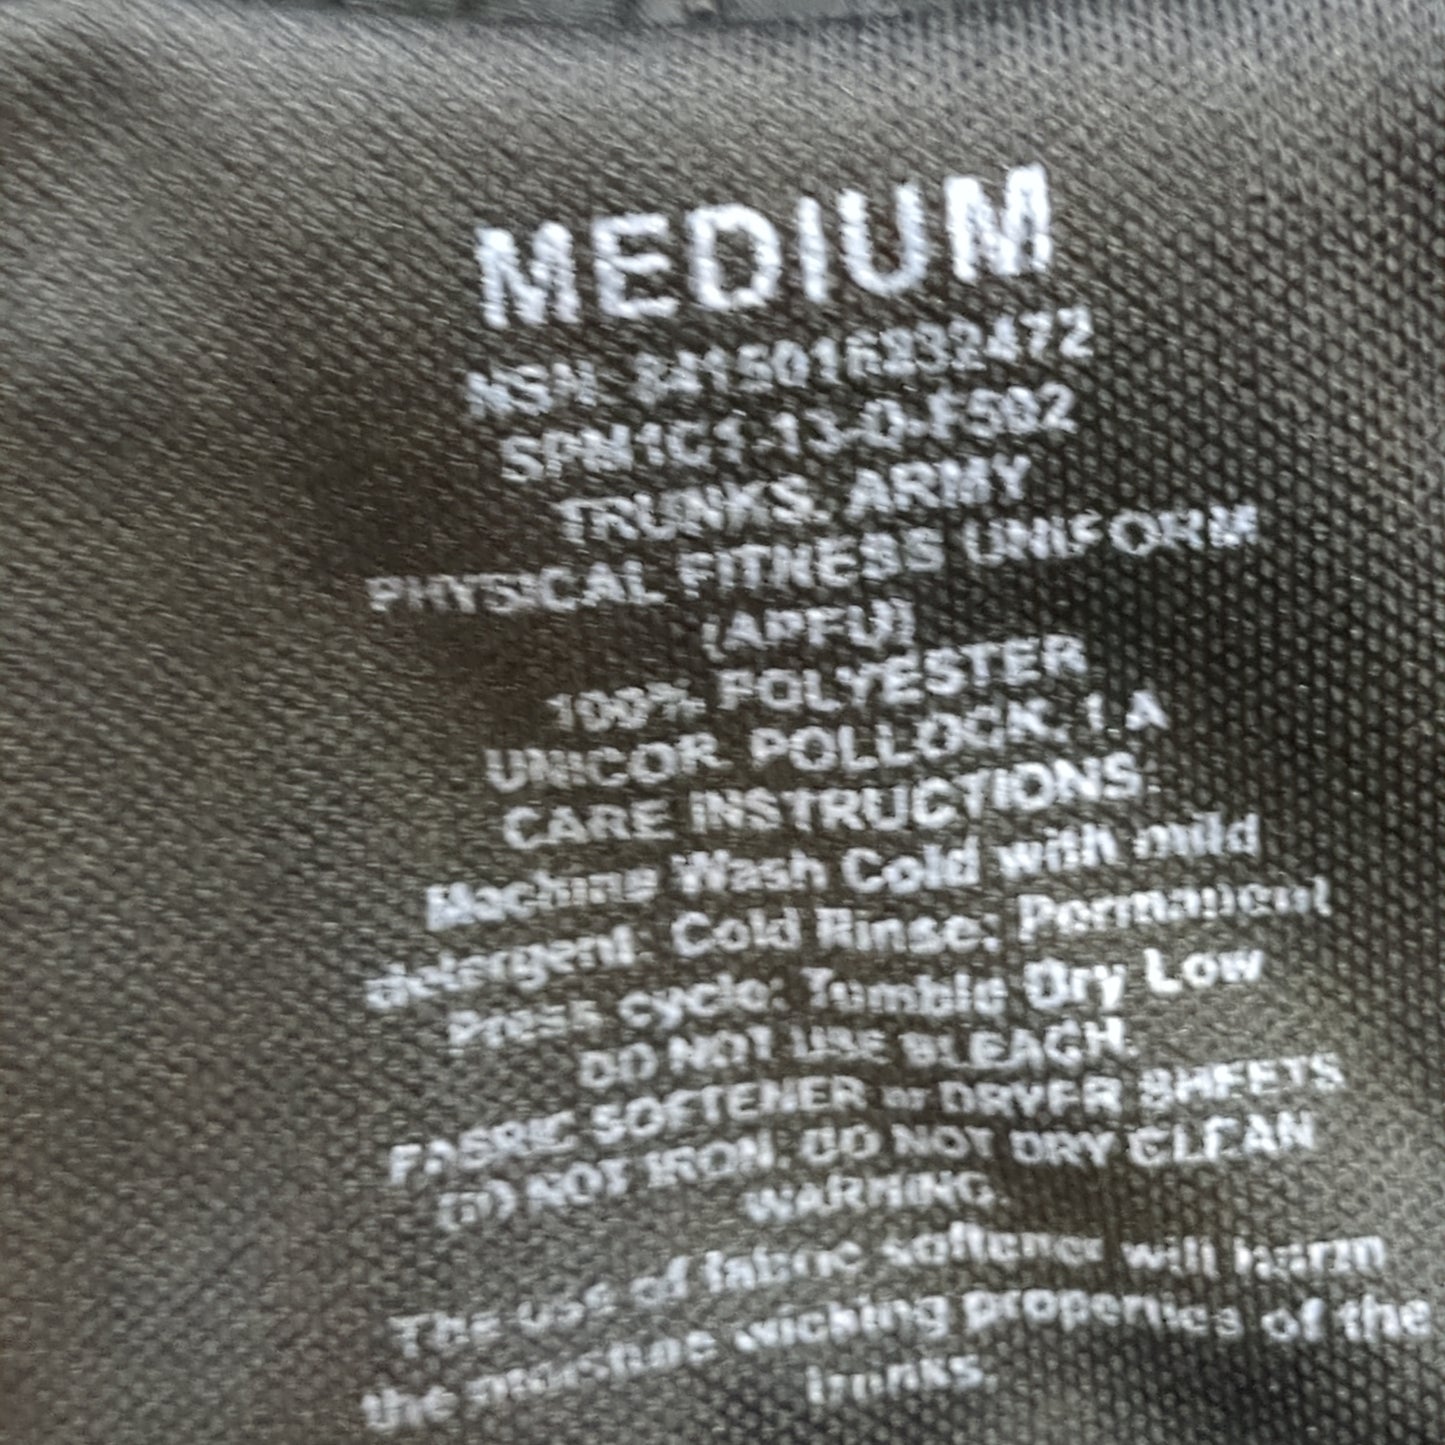 MEDIUM
NSN: 8415016232472
SPM1C1-13-D-F502
TRUNKS, ARMY
PHYSICAL FITNESS UNIFORM
(APFU)
100% POLYESTER
UNICOR. POLLOCK, LA
CARE INSTRUCTIONS:
Machine Wash Cold with mild
detergent: Cold Rinse: Permanent
Press cycle: Tumble Dry Low
DO NOT USE BLEACH.
FABRIC SOFTENER or DRYER SHEETS
DO NOT IRON. DO NOT DRY CLEAN
WARNING.
The use of fabric softener will harm
the moisture wicking properties of the
trunks.